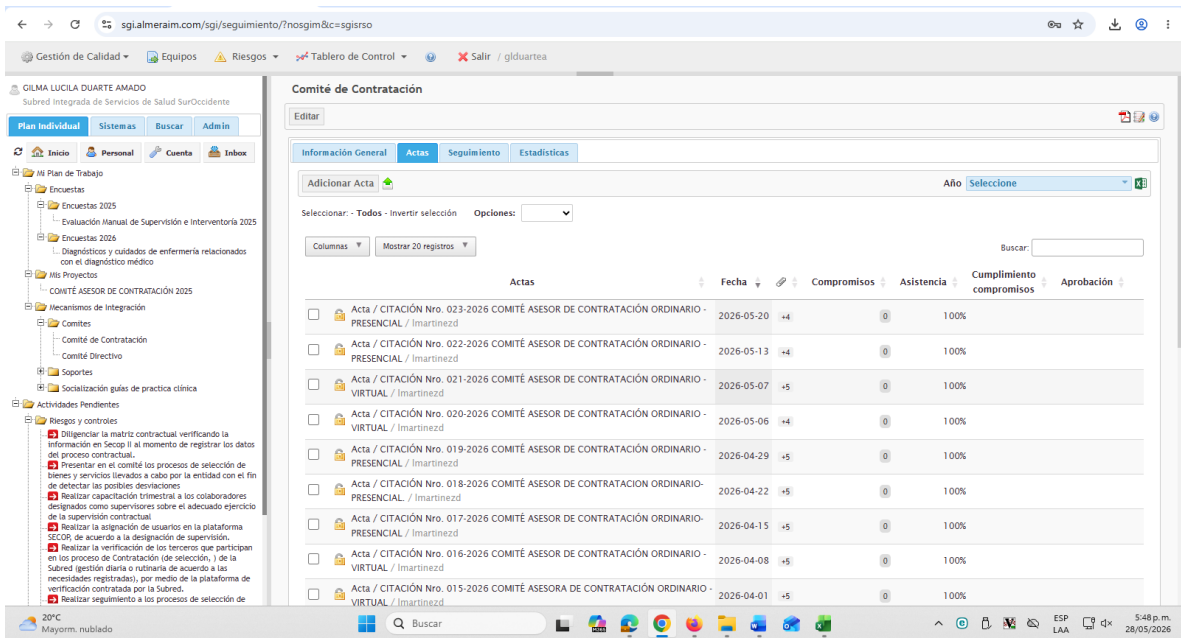 sgi.almeraim.com/sgi/seguimiento/?nosgim&c=sgisrso
Gestión de Calidad
Equipos
Riesgos
Tablero de Control
Salir / glduartea
GILMA LUCILA DUARTE AMADO
Subred Integrada de Servicios de Salud SurOccidente
Plan Individual
Sistemas
Buscar
Admin
Inicio
Personal
Cuenta
Inbox
Mi Plan de Trabajo
Encuestas
Encuestas 2025
Evaluación Manual de Supervisión e Interventoría 2025
Encuestas 2026
Diagnósticos y cuidados de enfermería relacionados
con el diagnóstico médico
Mis Proyectos
COMITÉ ASESOR DE CONTRATACIÓN 2025
Mecanismos de Integración
Comites
Comité de Contratación
Comité Directivo
Soportes
Socialización guías de practica clínica
Actividades Pendientes
Riesgos y controles
Diligenciar la matriz contractual verificando la
información en Secop II al momento de registrar los datos
del proceso contractual.
Presentar en el comité los procesos de selección de
bienes y servicios llevados a cabo por la entidad con el fin
de detectar las posibles desviaciones
Realizar capacitación trimestral a los colaboradores
designados como supervisores sobre el adecuado ejercicio
de la supervisión contractual
Realizar la asignación de usuarios en la plataforma
SECOP, de acuerdo a la designación de supervisión.
Realizar la verificación de los terceros que participan
en los proceso de Contratación (de selección, ) de la
Subred (gestión diaria o rutinaria de acuerdo a las
necesidades registradas), por medio de la plataforma de
verificación contratada por la Subred.
Realizar seguimiento a los procesos de selección de
Comité de Contratación
Editar
Información General
Actas
Seguimiento
Estadísticas
Adicionar Acta
Año Seleccione
Seleccionar: - Todos - Invertir selección Opciones:
Columnas
Mostrar 20 registros
Buscar:
Actas Fecha Compromisos Asistencia Cumplimiento compromisos Aprobación
Acta / CITACIÓN Nro. 023-2026 COMITÉ ASESOR DE CONTRATACIÓN ORDINARIO -
PRESENCIAL / lmartinezd 2026-05-20 +4 0 100%
Acta / CITACIÓN Nro. 022-2026 COMITÉ ASESOR DE CONTRATACIÓN ORDINARIO -
PRESENCIAL / lmartinezd 2026-05-13 +4 0 100%
Acta / CITACIÓN Nro. 021-2026 COMITÉ ASESOR DE CONTRATACIÓN ORDINARIO -
VIRTUAL / lmartinezd 2026-05-07 +5 0 100%
Acta / CITACIÓN Nro. 020-2026 COMITÉ ASESOR DE CONTRATACIÓN ORDINARIO -
VIRTUAL / lmartinezd 2026-05-06 +4 0 100%
Acta / CITACIÓN Nro. 019-2026 COMITÉ ASESOR DE CONTRATACIÓN ORDINARIO -
PRESENCIAL / lmartinezd 2026-04-29 +5 0 100%
Acta / CITACIÓN Nro. 018-2026 COMITÉ ASESOR DE CONTRATACIÓN ORDINARIO-
PRESENCIAL. / lmartinezd 2026-04-22 +5 0 100%
Acta / CITACIÓN Nro. 017-2026 COMITÉ ASESOR DE CONTRATACIÓN ORDINARIO-
PRESENCIAL / lmartinezd 2026-04-15 +5 0 100%
Acta / CITACIÓN Nro. 016-2026 COMITÉ ASESOR DE CONTRATACIÓN ORDINARIO -
VIRTUAL / lmartinezd 2026-04-08 +5 0 100%
Acta / CITACIÓN Nro. 015-2026 COMITÉ ASESORA DE CONTRATACION ORDINARIO -
VIRTUAL / lmartinezd 2026-04-01 +5 0 100%
20°C
Mayorm. nublado
Buscar
ESP
LAA
5:48 p.m.
28/05/2026